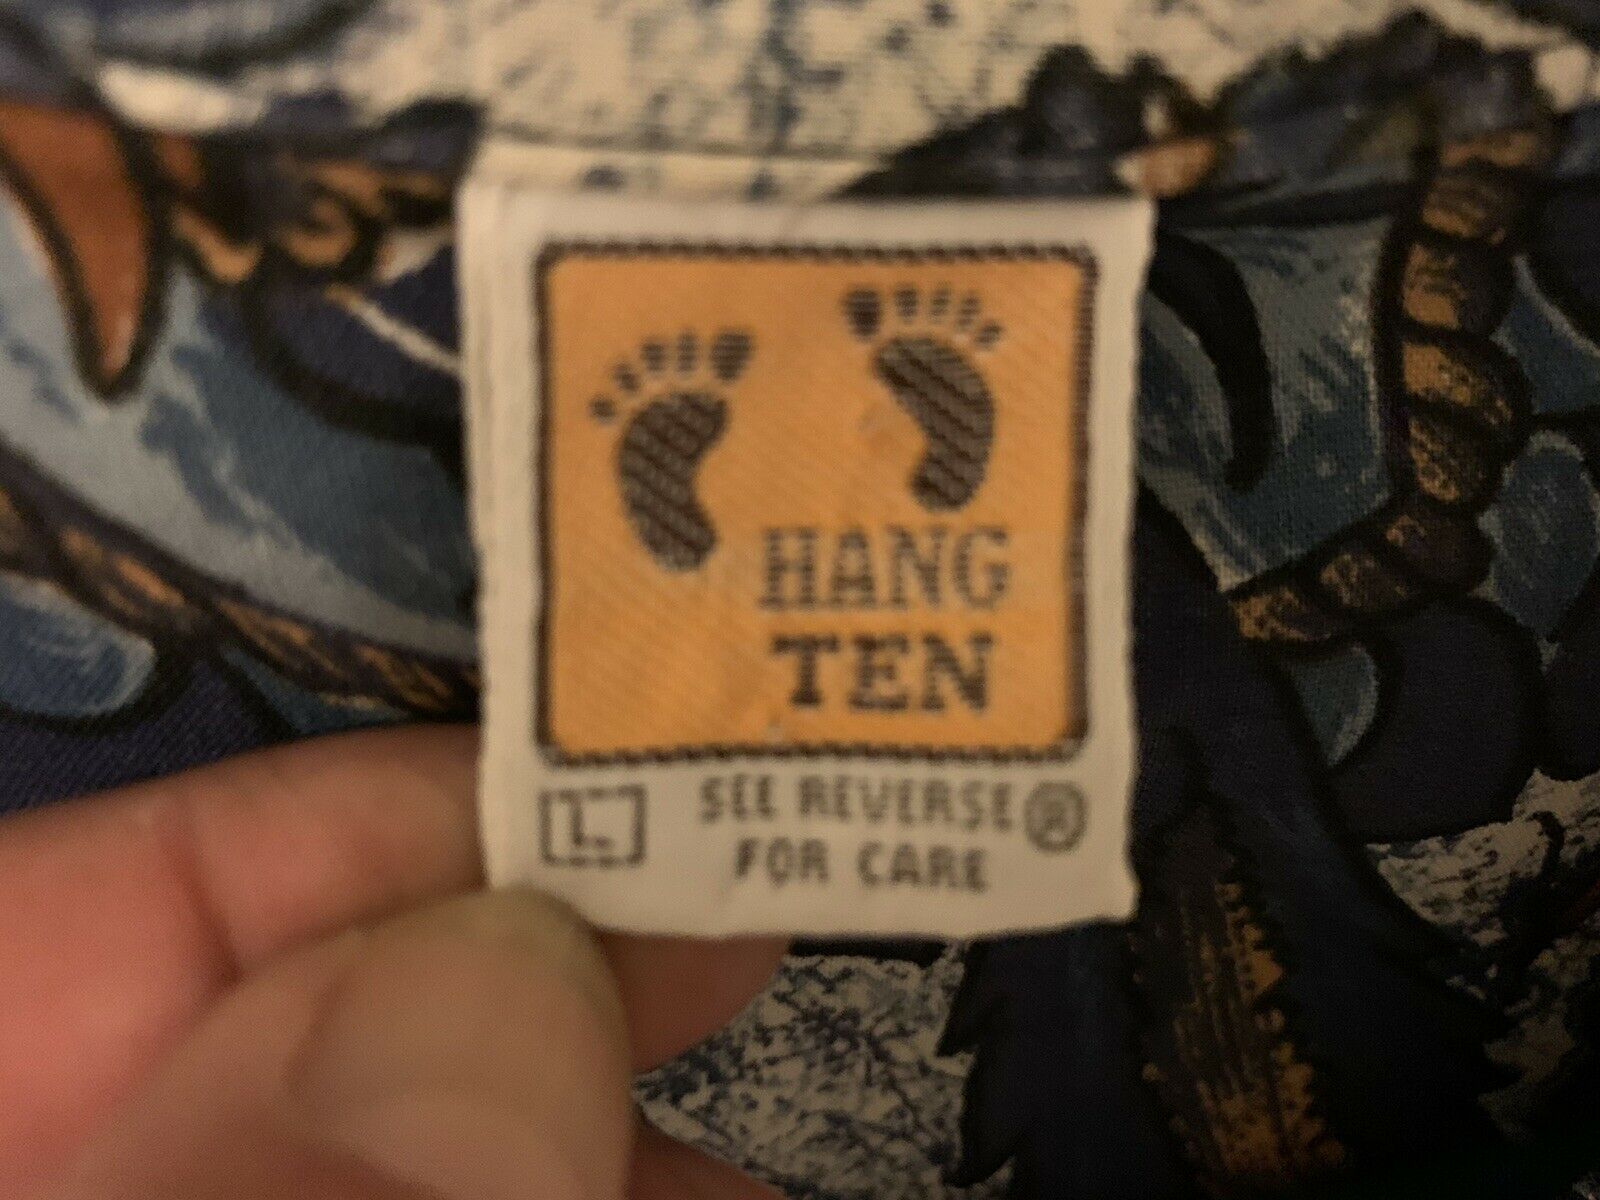 HANG
TEN
L SEE REVERSE ®
FOR CARE